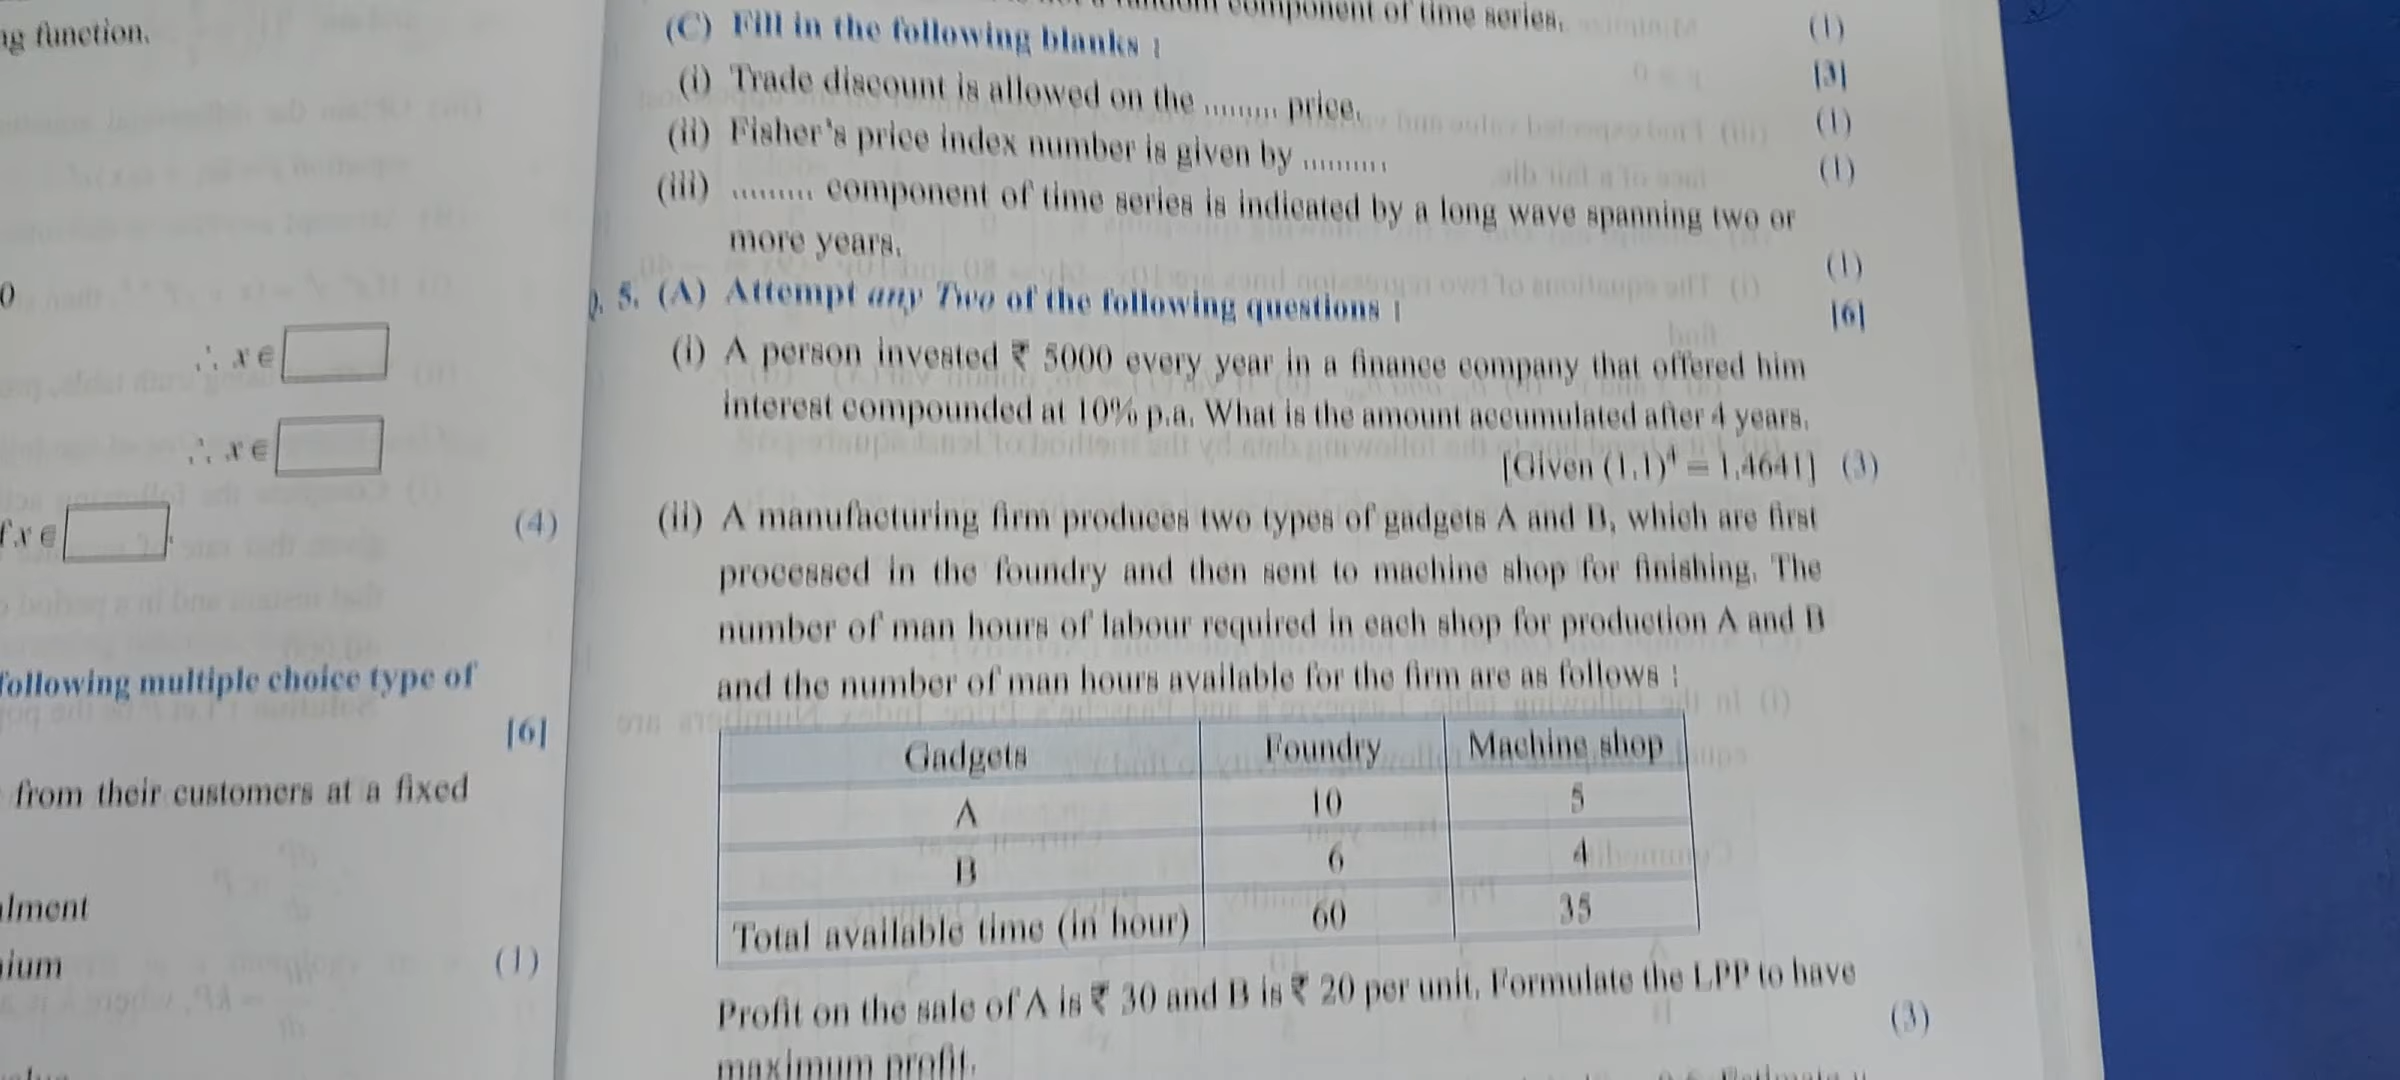 ng function.
0
∴ x ∈
∴ x ∈
f x ∈
(4)
following multiple choice type of
[6]
from their customers at a fixed
alment
(1)
component of time series.
(1)
(C) Fill in the following blanks :
[3]
(i) Trade discount is allowed on the ......... price.
(1)
(ii) Fisher's price index number is given by ..........
(1)
(iii) ......... component of time series is indicated by a long wave spanning two or
more years.
(1)
5. (A) Attempt any Two of the following questions :
[6]
(i) A person invested ₹ 5000 every year in a finance company that offered him
interest compounded at 10% p.a. What is the amount accumulated after 4 years.
[Given (1.1)⁴ = 1.4641] (3)
(ii) A manufacturing firm produces two types of gadgets A and B, which are first
processed in the foundry and then sent to machine shop for finishing. The
number of man hours of labour required in each shop for production A and B
and the number of man hours available for the firm are as follows :
Gadgets Foundry Machine shop
A 10 5
B 6 4
Total available time (in hour) 60 35
Profit on the sale of A is ₹ 30 and B is ₹ 20 per unit. Formulate the LPP to have
maximum profit.
(3)